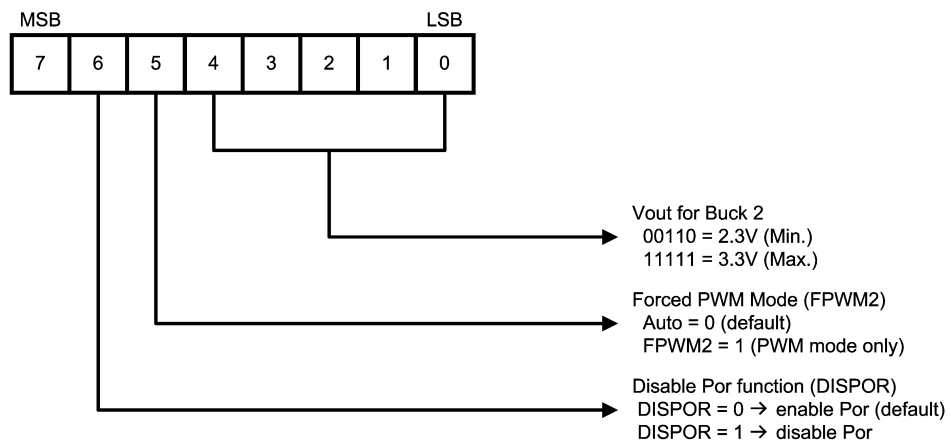 MSB LSB
7 6 5 4 3 2 1 0
Vout for Buck 2
00110 = 2.3V (Min.)
11111 = 3.3V (Max.)
Forced PWM Mode (FPWM2)
Auto = 0 (default)
FPWM2 = 1 (PWM mode only)
Disable Por function (DISPOR)
DISPOR = 0 → enable Por (default)
DISPOR = 1 → disable Por